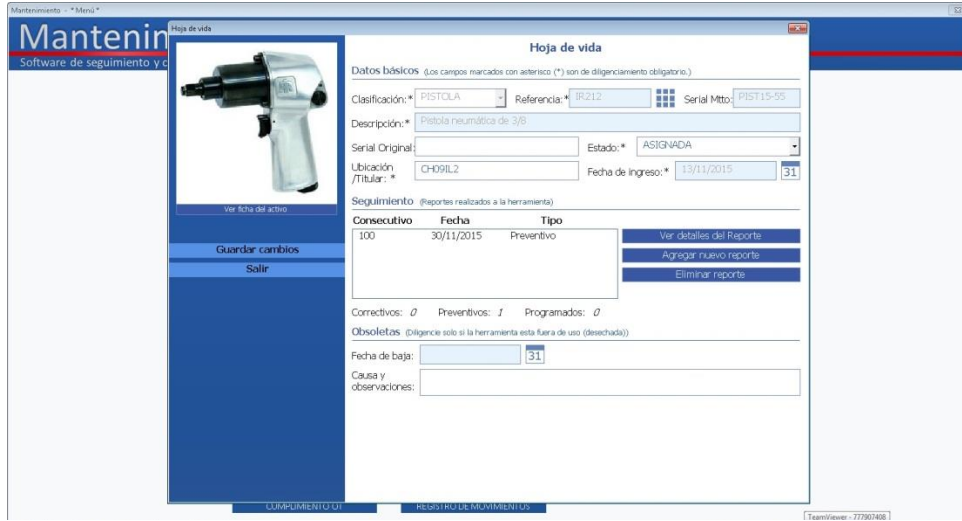 Mantenimiento - * Menú *
Mantenim
Software de seguimiento y c
Hoja de vida
Hoja de vida
Datos básicos (Los campos marcados con asterisco (*) son de diligenciamiento obligatorio.)
Clasificación:* PISTOLA Referencia:* IR212 Serial Mtto: PIST15-55
Descripción:* Pistola neumática de 3/8
Serial Original: Estado:* ASIGNADA
Ubicación /Titular: * CH09IL2 Fecha de ingreso:* 13/11/2015 31
Ver ficha del activo
Guardar cambios
Salir
Seguimiento (Reportes realizados a la herramienta)
Consecutivo Fecha Tipo
100 30/11/2015 Preventivo
Ver detalles del Reporte
Agregar nuevo reporte
Eliminar reporte
Correctivos: 0 Preventivos: 1 Programados: 0
Obsoletas (Diligencie solo si la herramienta esta fuera de uso (desechada))
Fecha de baja: 31
Causa y
observaciones:
CUMPLIMIENTO OT REGISTRO DE MOVIMIENTOS
TeamViewer - 777907408